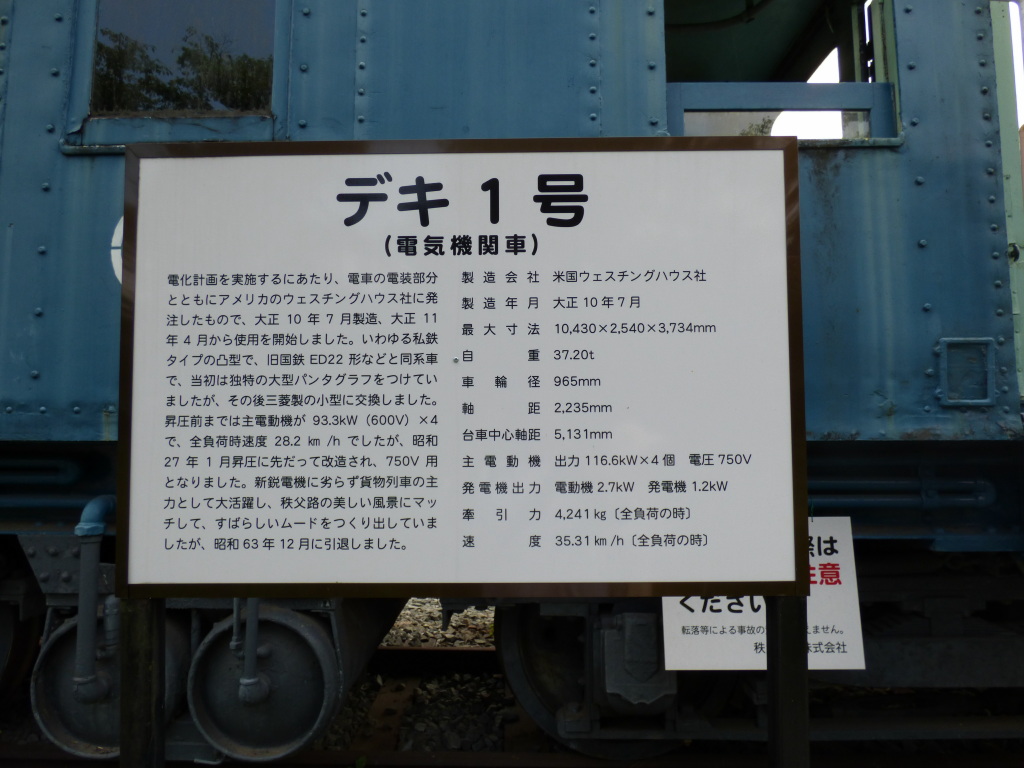 デキ 1 号
(電気機関車)
電化計画を実施するにあたり、電車の電装部分
とともにアメリカのウェスチングハウス社に発
注したもので、大正 10 年 7 月製造、大正 11
年 4 月から使用を開始しました。いわゆる私鉄
タイプの凸型で、旧国鉄 ED22 形などと同系車
で、当初は独特の大型パンタグラフをつけてい
ましたが、その後三菱製の小型に交換しました。
昇圧前までは主電動機が 93.3kW (600V) ×4
で、全負荷時速度 28.2 km /h でしたが、昭和
27 年 1 月昇圧に先だって改造され、750V 用
となりました。新鋭電機に劣らず貨物列車の主
力として大活躍し、秩父路の美しい風景にマッ
チして、すばらしいムードをつくり出していま
したが、昭和 63 年 12 月に引退しました。
製造会社 米国ウェスチングハウス社
製造年月 大正 10 年 7 月
最大寸法 10,430×2,540×3,734mm
自重 37.20t
車輪径 965mm
軸距 2,235mm
台車中心軸距 5,131mm
主電動機 出力 116.6kW×4 個 電圧 750V
発電機出力 電動機 2.7kW 発電機 1.2kW
牽引力 4,241 kg〔全負荷の時〕
速度 35.31 km /h〔全負荷の時〕
際は
注意
ください
転落等による事故の えません。
秩 株式会社